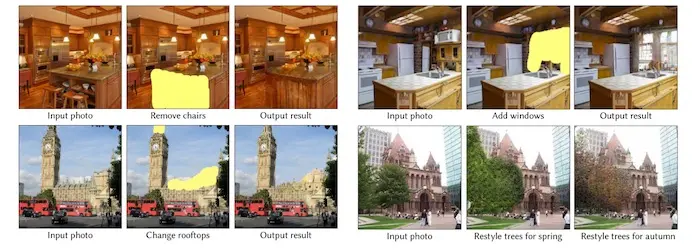 Input photo
Remove chairs
Output result
Input photo
Add windows
Output result
Input photo
Change rooftops
Output result
Input photo
Restyle trees for spring
Restyle trees for autumn